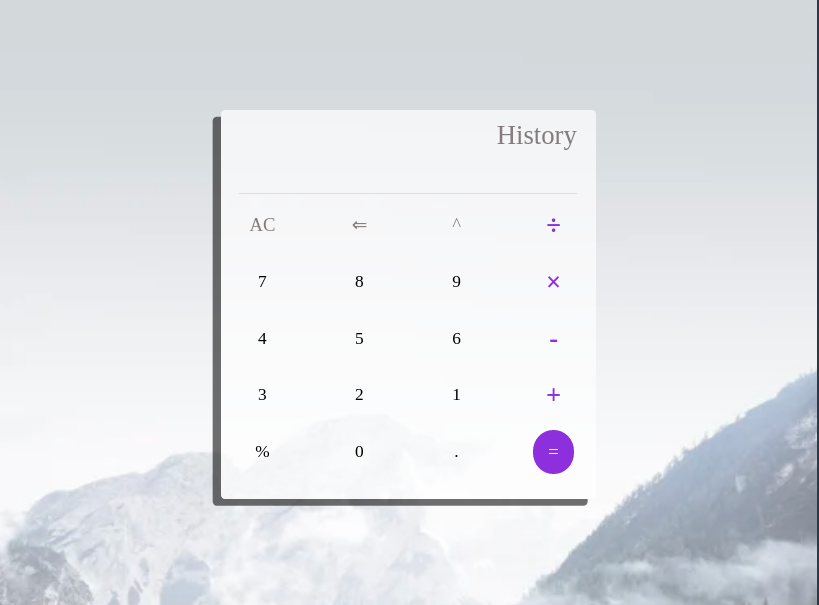 History
AC ⇐ ^ ÷
7 8 9 ×
4 5 6 -
3 2 1 +
% 0 . =